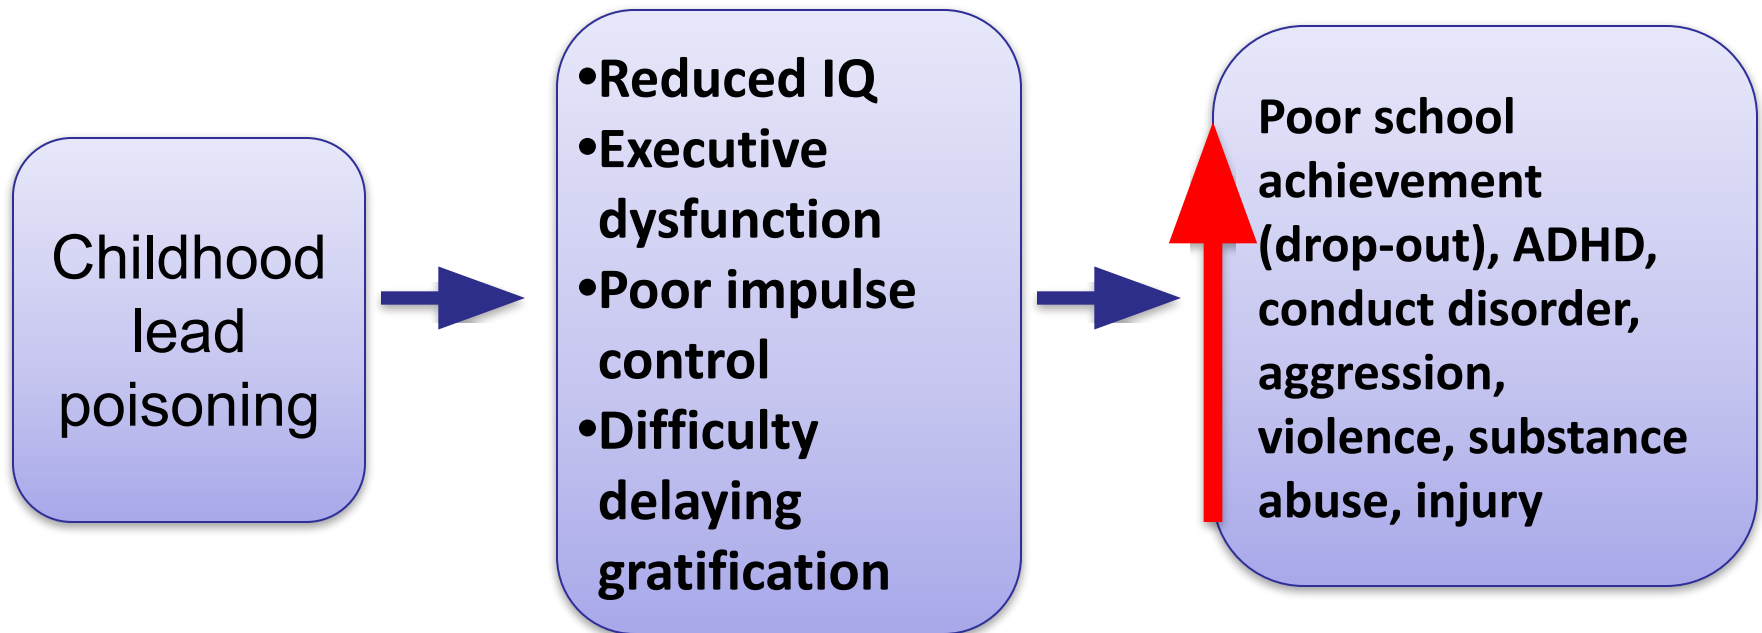 Childhood
lead
poisoning
•Reduced IQ
•Executive
dysfunction
•Poor impulse
control
•Difficulty
delaying
gratification
Poor school
achievement
(drop-out), ADHD,
conduct disorder,
aggression,
violence, substance
abuse, injury